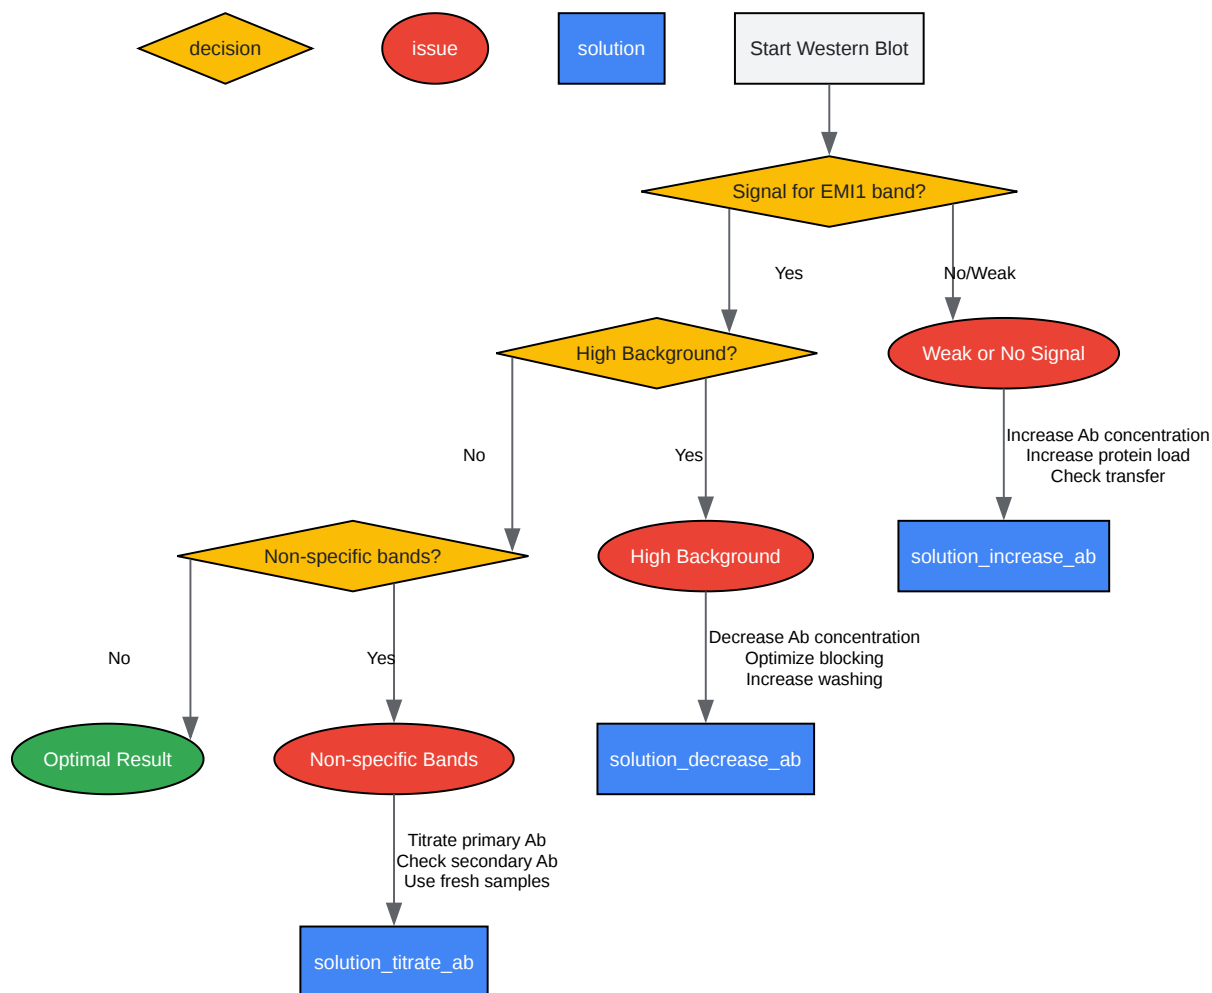 decision
issue
solution
Start Western Blot
Signal for EMI1 band?
Yes
No/Weak
High Background?
Weak or No Signal
No
Yes
Increase Ab concentration
Increase protein load
Check transfer
Non-specific bands?
High Background
solution_increase_ab
No
Yes
Decrease Ab concentration
Optimize blocking
Increase washing
Optimal Result
Non-specific Bands
solution_decrease_ab
Titrate primary Ab
Check secondary Ab
Use fresh samples
solution_titrate_ab